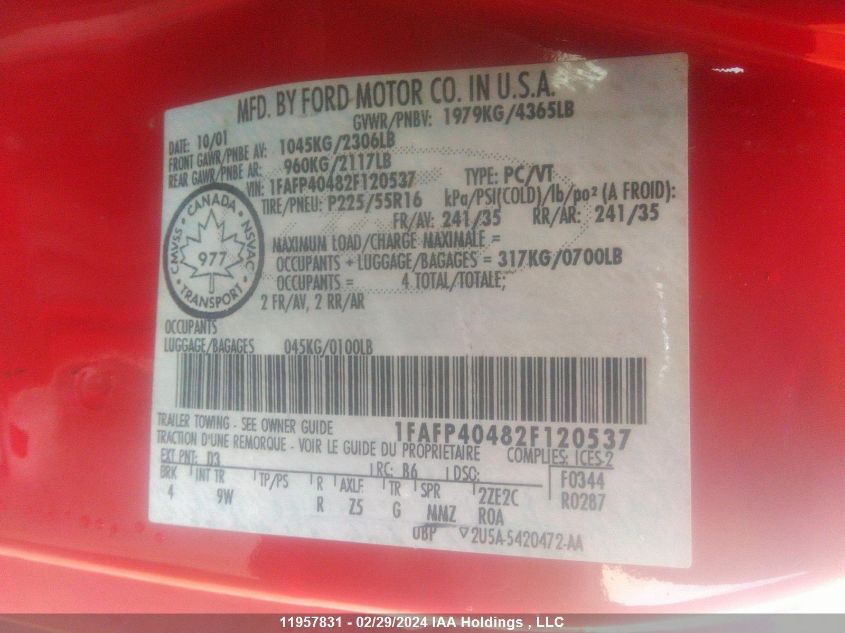 MFD. BY FORD MOTOR CO. IN U.S.A.
DATE: 10/01 GVWR/PNBV: 1979KG/4365LB
FRONT GAWR/PNBE AV: 1045KG/2306LB
REAR GAWR/PNBE AR: 960KG/2117LB
VIN: 1FAFP40482F120537 TYPE: PC/VT
TIRE/PNEU: P225/55R16 kPa/PSI(COLD)/lb/po² (A FROID):
FR/AV: 241/35 RR/AR: 241/35
MAXIMUM LOAD/CHARGE MAXIMALE =
OCCUPANTS + LUGGAGE/BAGAGES = 317KG/0700LB
OCCUPANTS = 4 TOTAL/TOTALE;
2 FR/AV, 2 RR/AR
CANADA
CMVSS NSVAC
977
TRANSPORT
OCCUPANTS
LUGGAGE/BAGAGES 045KG/0100LB
1FAFP40482F120537
TRAILER TOWING - SEE OWNER GUIDE
TRACTION D'UNE REMORQUE - VOIR LE GUIDE DU PROPRIETAIRE COMPLIES: ICES-2
EXT PNT: D3 RC: B6 DSO:
BRK INT TR TP/PS R AXLE TR SPR 2ZE2C F0344
4 9W R Z5 G MMZ ROA R0287
UBP ▽2U5A-5420472-AA
11957831 - 02/29/2024 IAA Holdings , LLC